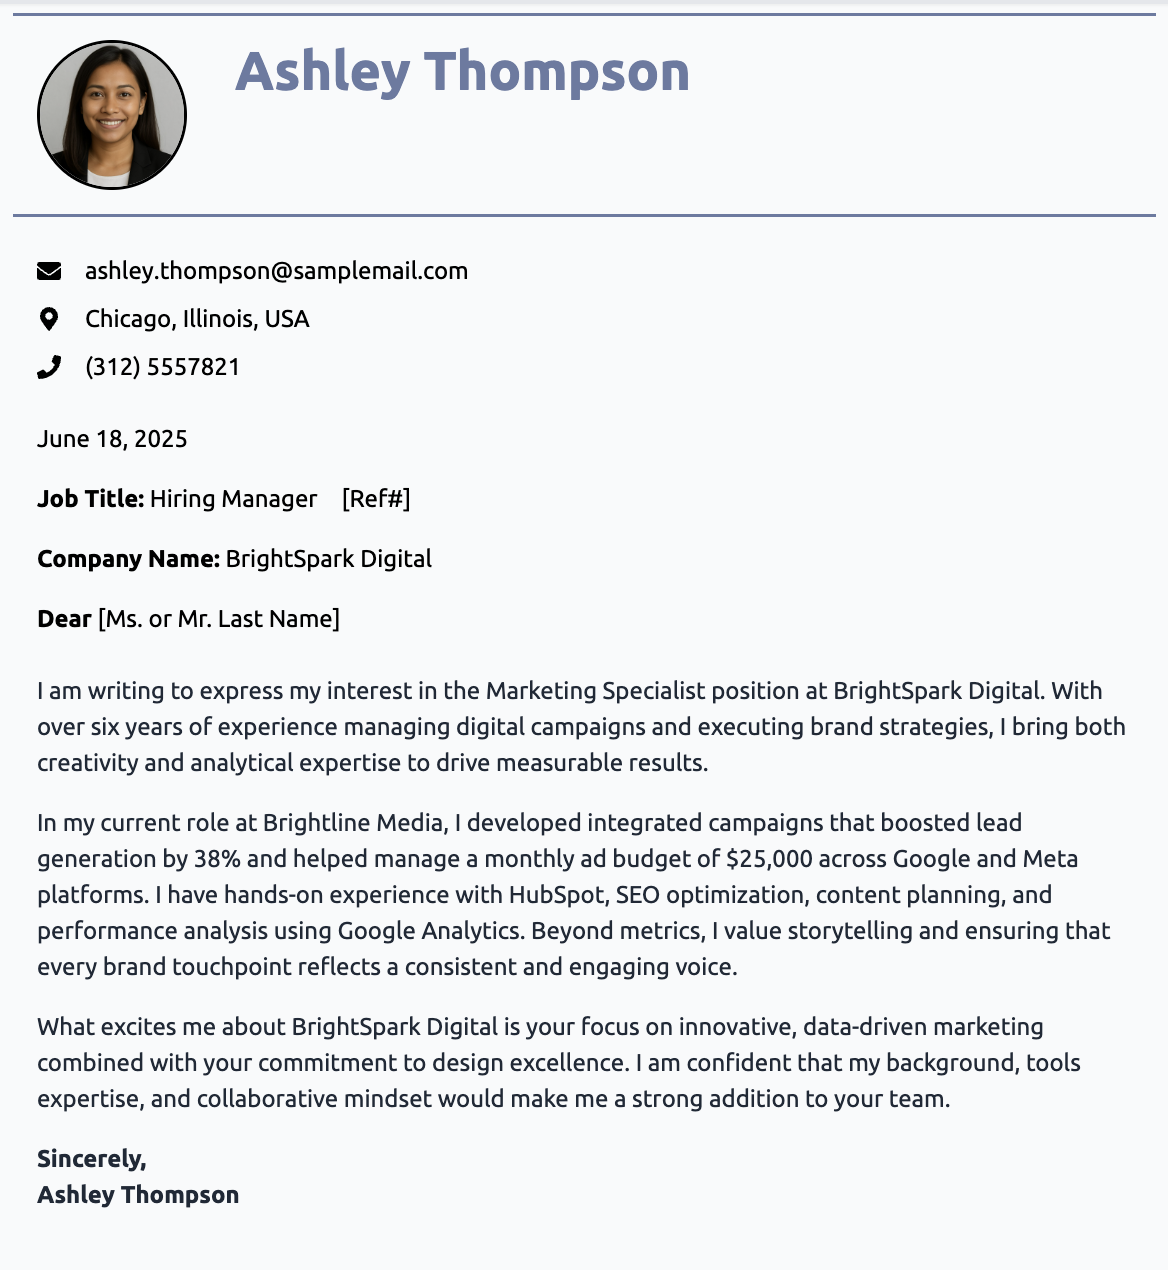 Ashley Thompson
ashley.thompson@samplemail.com
Chicago, Illinois, USA
(312) 5557821
June 18, 2025
Job Title: Hiring Manager [Ref#]
Company Name: BrightSpark Digital
Dear [Ms. or Mr. Last Name]
I am writing to express my interest in the Marketing Specialist position at BrightSpark Digital. With
over six years of experience managing digital campaigns and executing brand strategies, I bring both
creativity and analytical expertise to drive measurable results.
In my current role at Brightline Media, I developed integrated campaigns that boosted lead
generation by 38% and helped manage a monthly ad budget of $25,000 across Google and Meta
platforms. I have hands-on experience with HubSpot, SEO optimization, content planning, and
performance analysis using Google Analytics. Beyond metrics, I value storytelling and ensuring that
every brand touchpoint reflects a consistent and engaging voice.
What excites me about BrightSpark Digital is your focus on innovative, data-driven marketing
combined with your commitment to design excellence. I am confident that my background, tools
expertise, and collaborative mindset would make me a strong addition to your team.
Sincerely,
Ashley Thompson